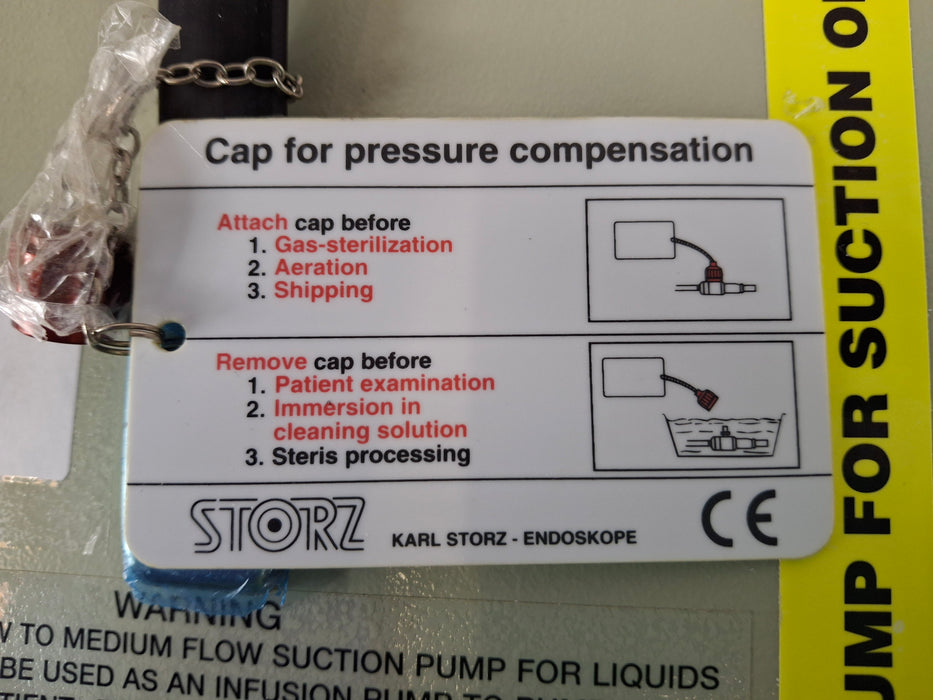 Cap for pressure compensation
Attach cap before
1. Gas-sterilization
2. Aeration
3. Shipping
Remove cap before
1. Patient examination
2. Immersion in
cleaning solution
3. Steris processing
STORZ
KARL STORZ - ENDOSKOPE
CE
WARNING
TO MEDIUM FLOW SUCTION PUMP FOR LIQUIDS
BE USED AS AN INFUSION PUMP TO
UMP FOR SUCTION O